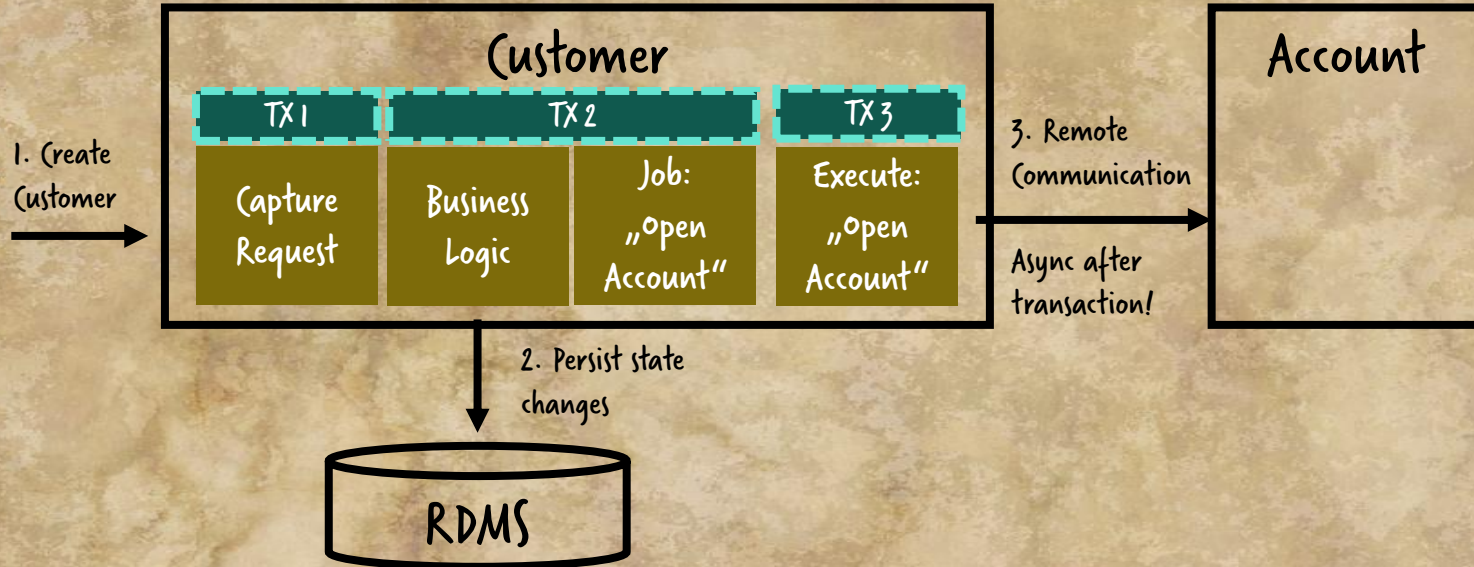 Customer
Account
TX 1
TX 2
TX 3
1. Create
Customer
Capture
Request
Business
Logic
Job:
„Open
Account“
Execute:
„Open
Account“
3. Remote
Communication
Async after
transaction!
2. Persist state
changes
RDMS